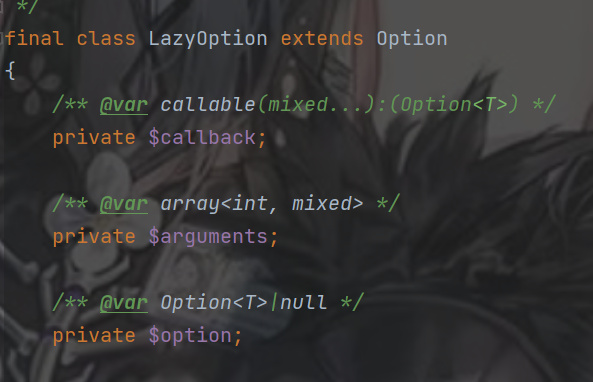 */
final class LazyOption extends Option
{
/** @var callable(mixed...):(Option<T>) */
private $callback;
/** @var array<int, mixed> */
private $arguments;
/** @var Option<T>|null */
private $option;